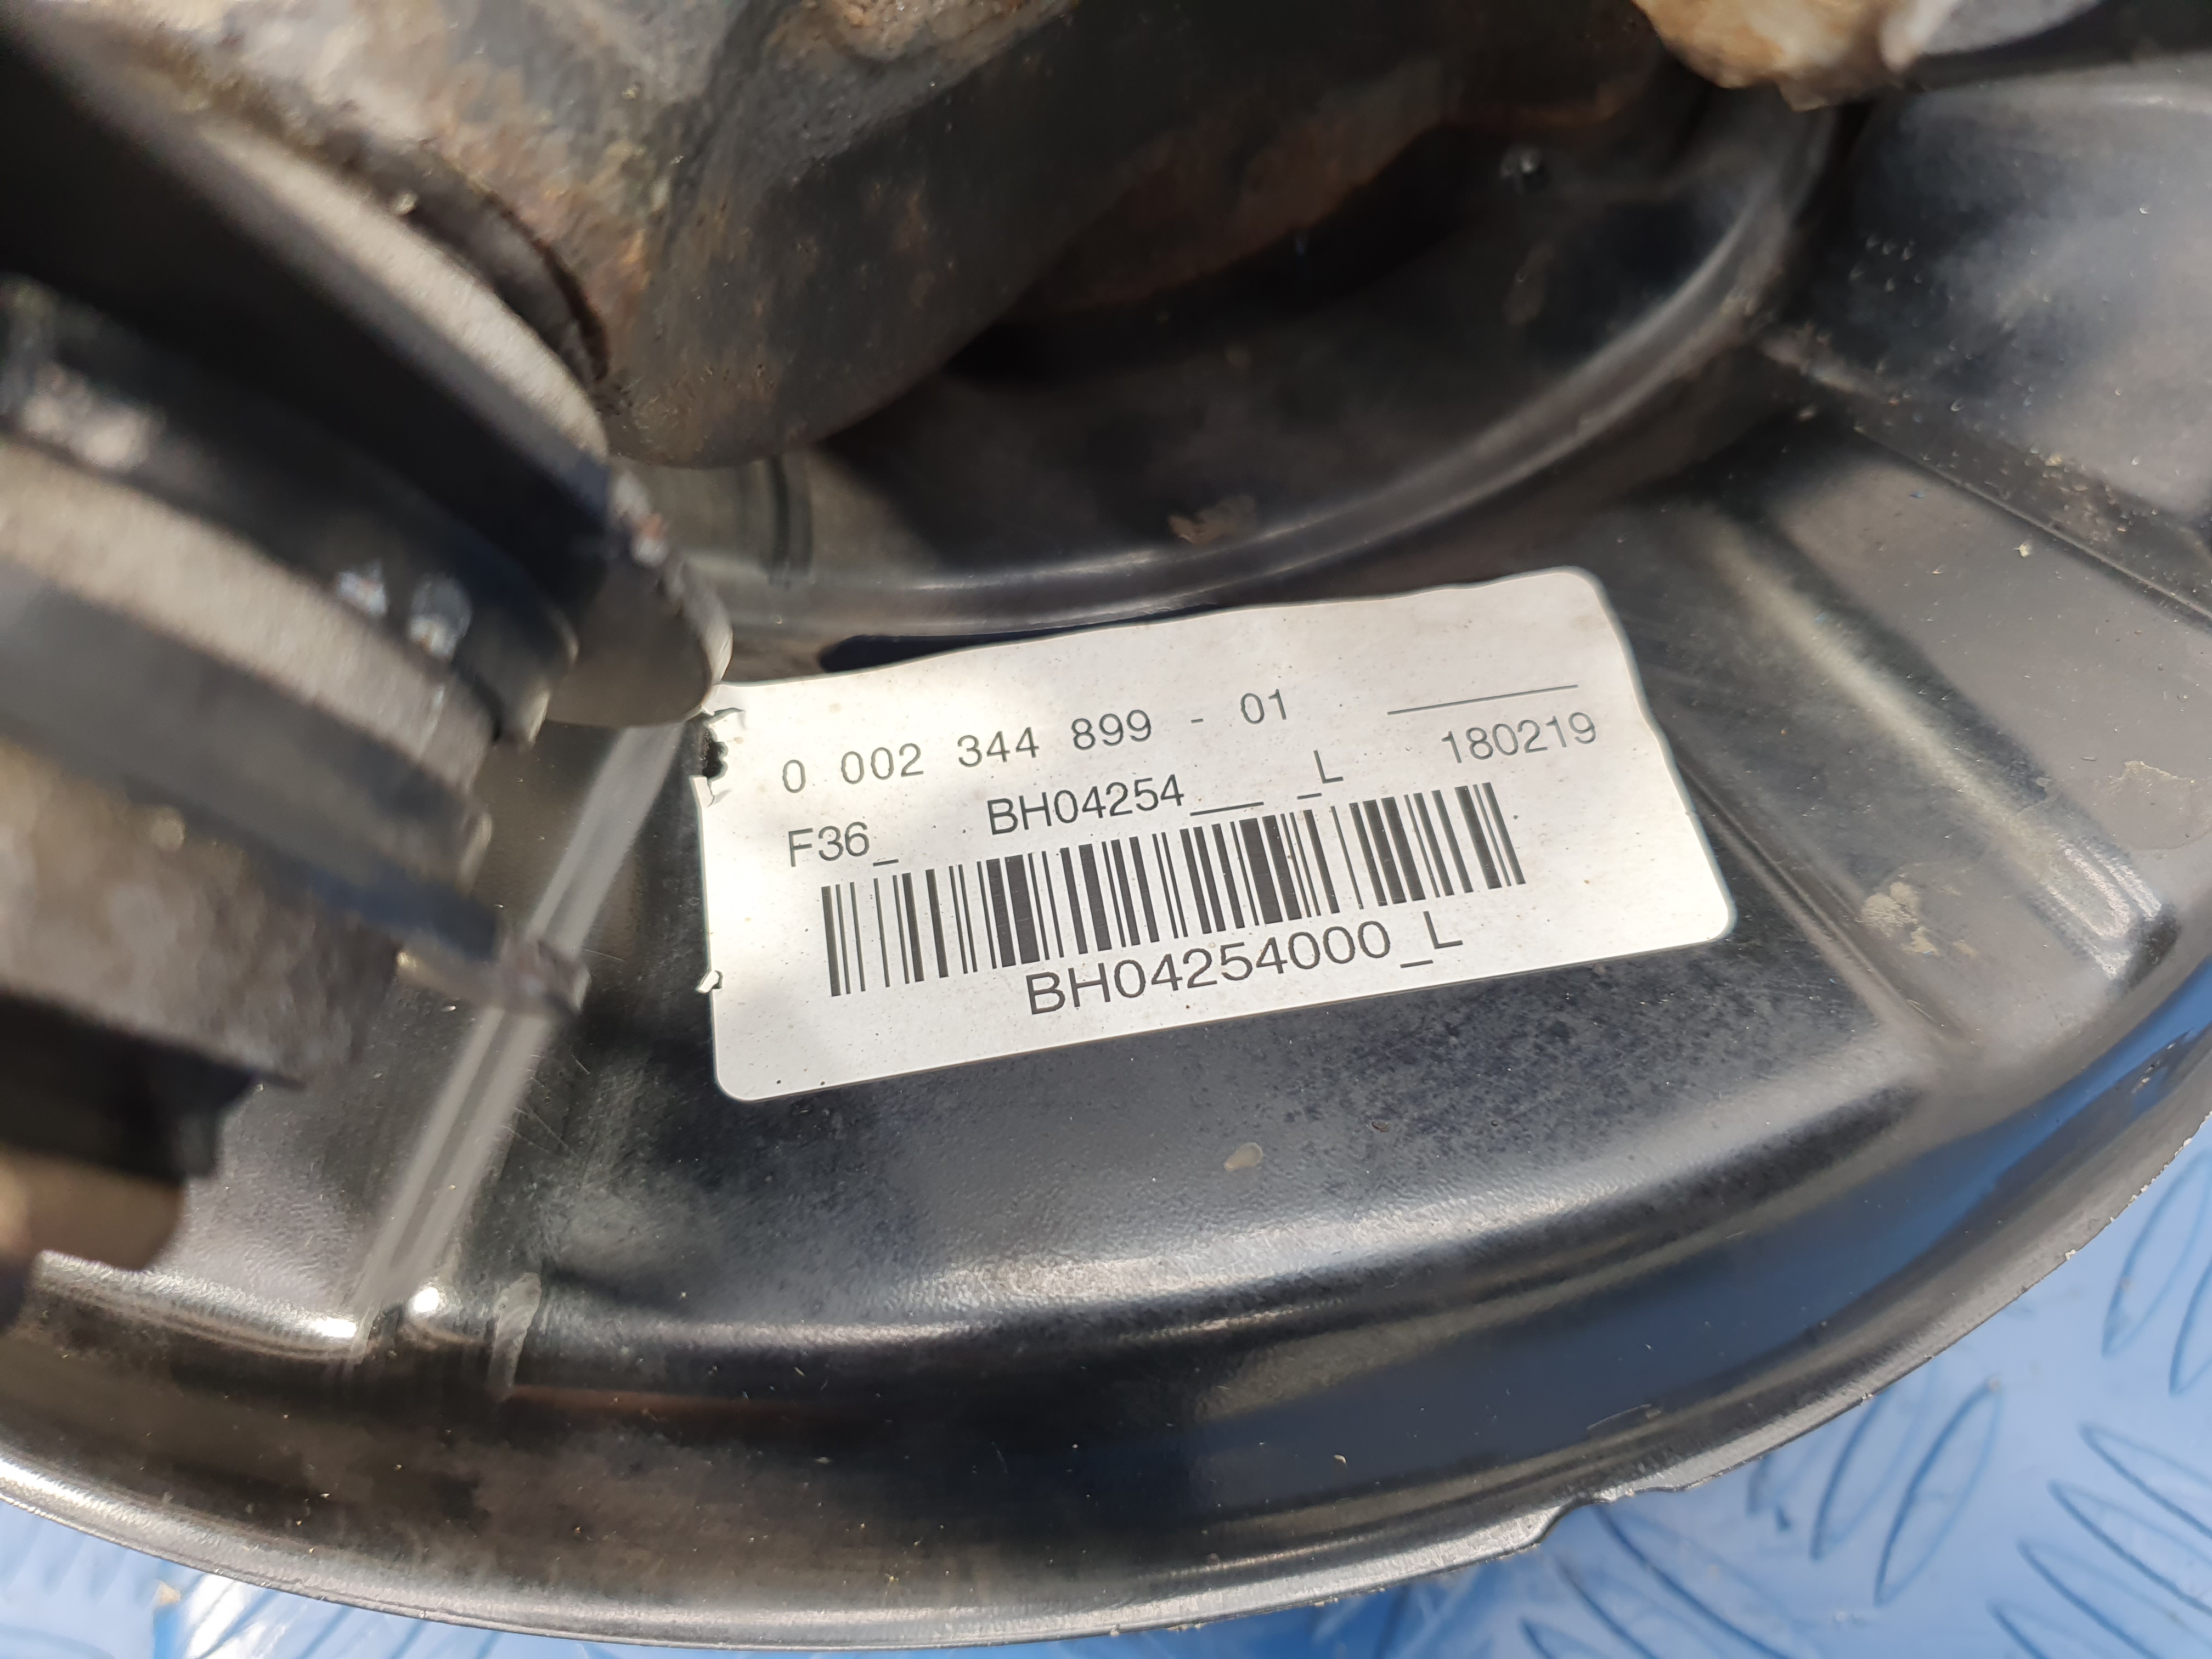 0 002 344 899 - 01
F36_ BH04254___ _L 180219
BH04254000_L